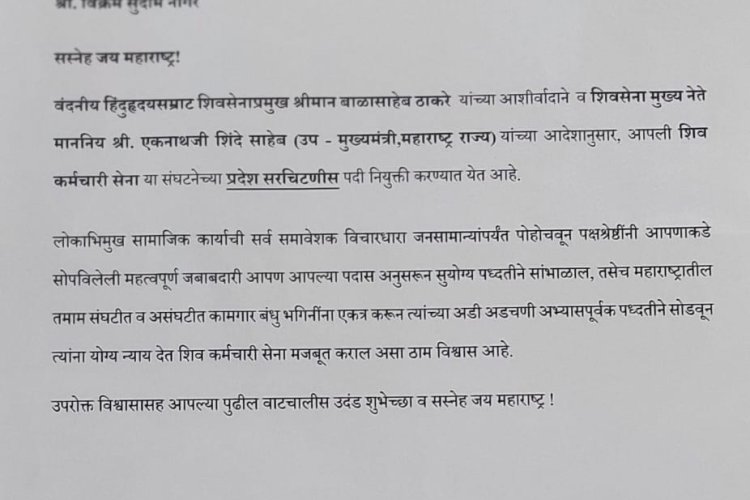 श्री. विक्रम सुदाम नागरे
सस्नेह जय महाराष्ट्र!
वंदनीय हिंदुहृदयसम्राट शिवसेनाप्रमुख श्रीमान बाळासाहेब ठाकरे यांच्या आशीर्वादाने व शिवसेना मुख्य नेते
माननिय श्री. एकनाथजी शिंदे साहेब (उप - मुख्यमंत्री,महाराष्ट्र राज्य) यांच्या आदेशानुसार, आपली शिव
कर्मचारी सेना या संघटनेच्या प्रदेश सरचिटणीस पदी नियुक्ती करण्यात येत आहे.
लोकाभिमुख सामाजिक कार्याची सर्व समावेशक विचारधारा जनसामान्यांपर्यंत पोहोचवून पक्षश्रेष्ठींनी आपणाकडे
सोपविलेली महत्वपूर्ण जबाबदारी आपण आपल्या पदास अनुसरून सुयोग्य पध्दतीने सांभाळाल, तसेच महाराष्ट्रातील
तमाम संघटीत व असंघटीत कामगार बंधु भगिनींना एकत्र करून त्यांच्या अडी अडचणी अभ्यासपूर्वक पध्दतीने सोडवून
त्यांना योग्य न्याय देत शिव कर्मचारी सेना मजबूत कराल असा ठाम विश्वास आहे.
उपरोक्त विश्वासासह आपल्या पुढील वाटचालीस उदंड शुभेच्छा व सस्नेह जय महाराष्ट्र !